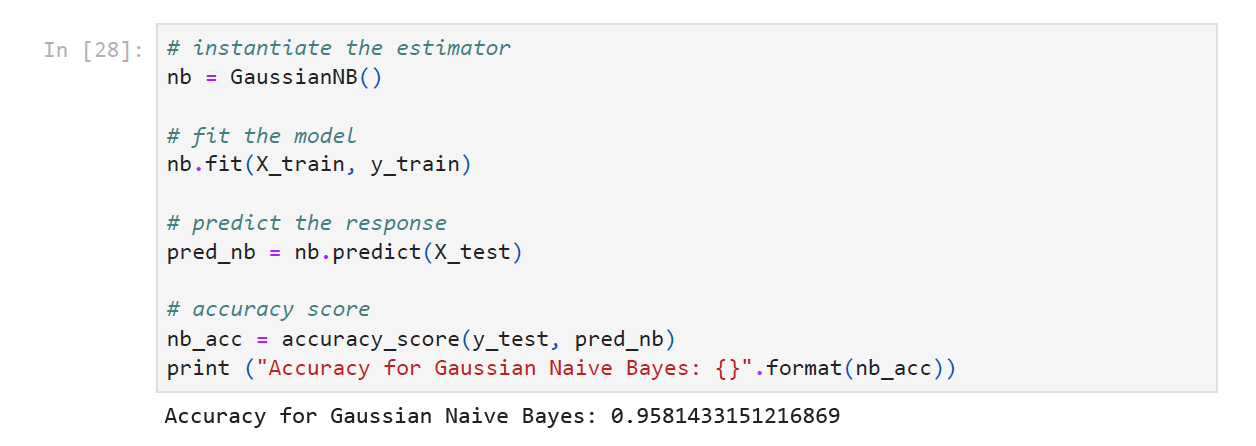 In [28]:
# instantiate the estimator
nb = GaussianNB()
# fit the model
nb.fit(X_train, y_train)
# predict the response
pred_nb = nb.predict(X_test)
# accuracy score
nb_acc = accuracy_score(y_test, pred_nb)
print ("Accuracy for Gaussian Naive Bayes: {}".format(nb_acc))
Accuracy for Gaussian Naive Bayes: 0.9581433151216869